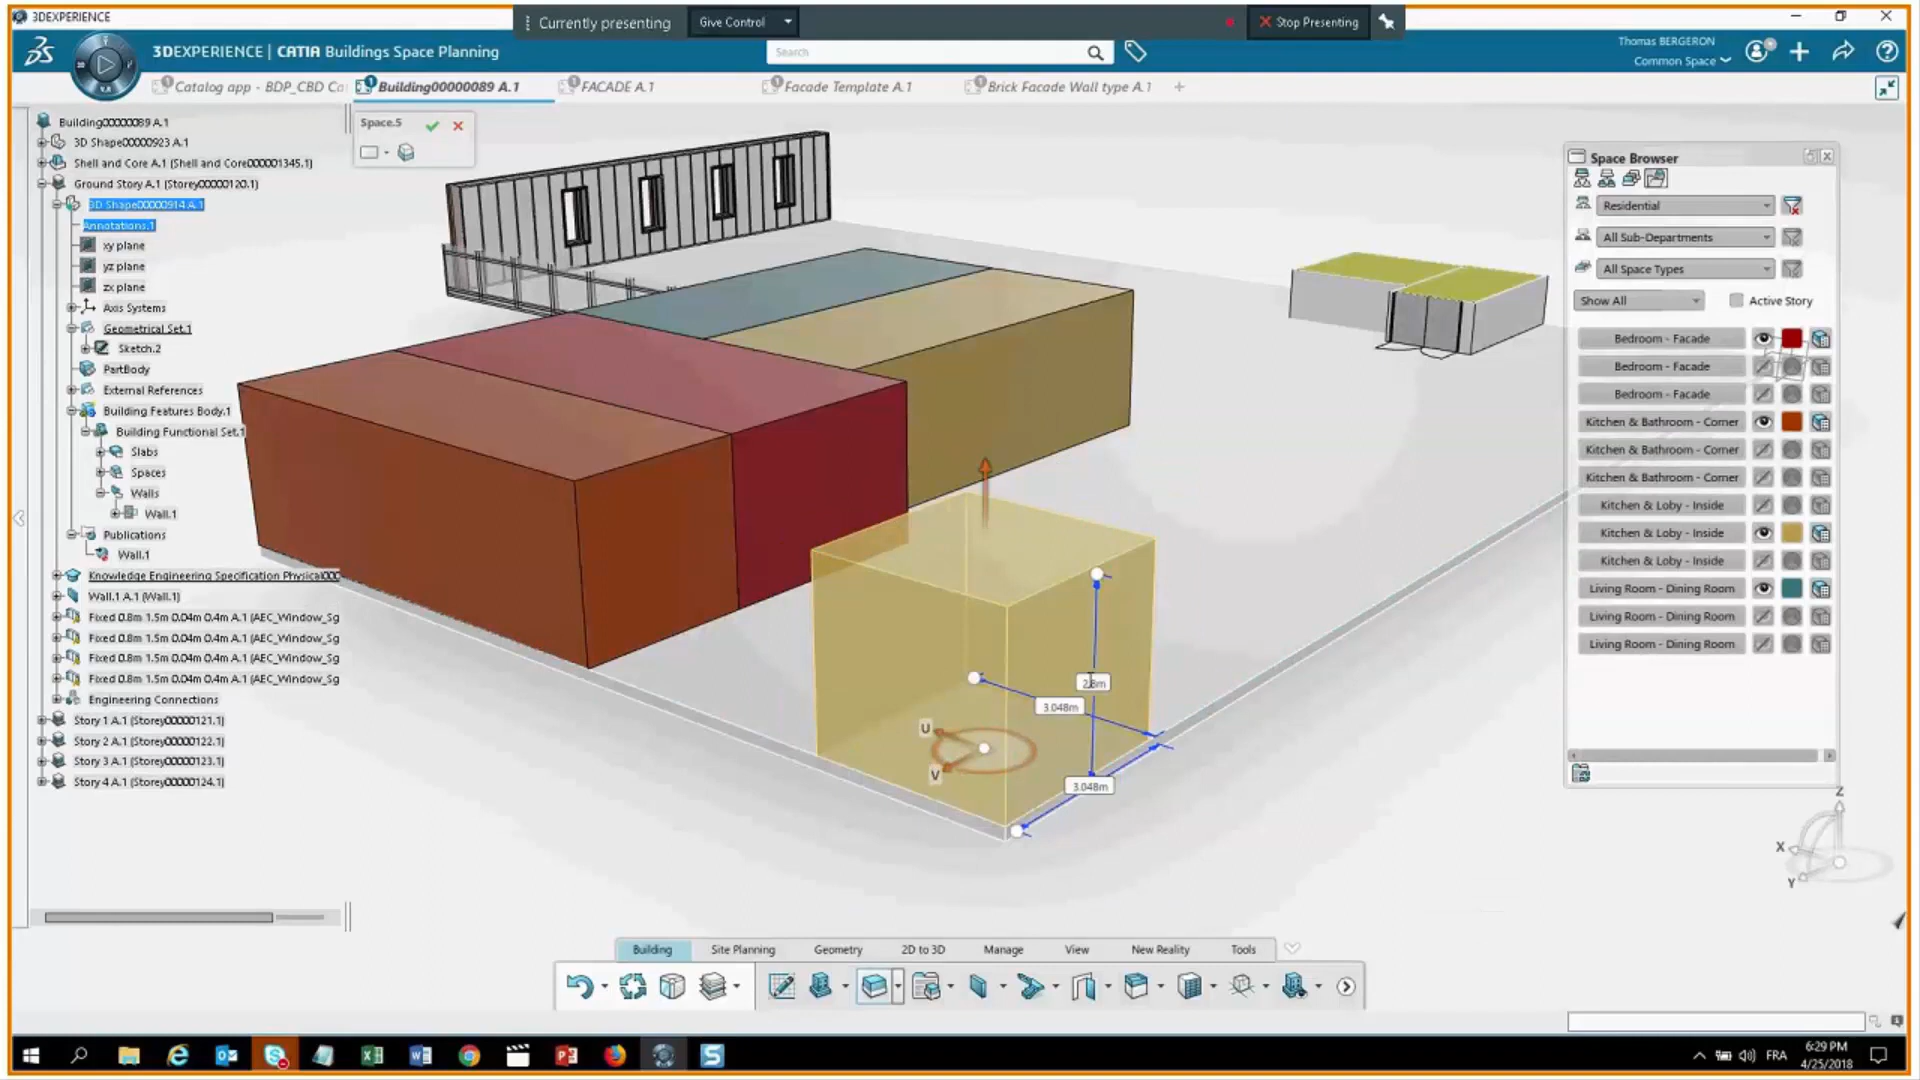 3DEXPERIENCE
Currently presenting
Give Control
Stop Presenting
3DEXPERIENCE | CATIA Buildings Space Planning
Search
Thomas BERGERON
Common Space
Catalog app - BDP_CBD Ca
Building00000089 A.1
FACADE A.1
Facade Template A.1
Brick Facade Wall type A.1
Building00000089 A.1
3D Shape00000923 A.1
Shell and Core A.1 (Shell and Core000001345.1)
Ground Story A.1 (Storey00000120.1)
3D Shape00000914 A.1
Annotations.1
xy plane
yz plane
zx plane
Axis Systems
Geometrical Set.1
Sketch.2
PartBody
External References
Building Features Body.1
Building Functional Set.1
Slabs
Spaces
Walls
Wall.1
Publications
Wall.1
Knowledge Engineering Specification Physical000
Wall.1 A.1 (Wall.1)
Fixed 0.8m 1.5m 0.04m 0.4m A.1 (AEC_Window_Sg
Fixed 0.8m 1.5m 0.04m 0.4m A.1 (AEC_Window_Sg
Fixed 0.8m 1.5m 0.04m 0.4m A.1 (AEC_Window_Sg
Fixed 0.8m 1.5m 0.04m 0.4m A.1 (AEC_Window_Sg
Engineering Connections
Story 1 A.1 (Storey00000121.1)
Story 2 A.1 (Storey00000122.1)
Story 3 A.1 (Storey00000123.1)
Story 4 A.1 (Storey00000124.1)
Space.5
3.048m
3.048m
U
V
Space Browser
Residential
All Sub-Departments
All Space Types
Show All
Active Story
Bedroom - Facade
Bedroom - Facade
Bedroom - Facade
Kitchen & Bathroom - Corner
Kitchen & Bathroom - Corner
Kitchen & Bathroom - Corner
Kitchen & Loby - Inside
Kitchen & Loby - Inside
Kitchen & Loby - Inside
Living Room - Dining Room
Living Room - Dining Room
Living Room - Dining Room
Z
X
Y
Building
Site Planning
Geometry
2D to 3D
Manage
View
New Reality
Tools
FRA
6:29 PM
4/25/2018